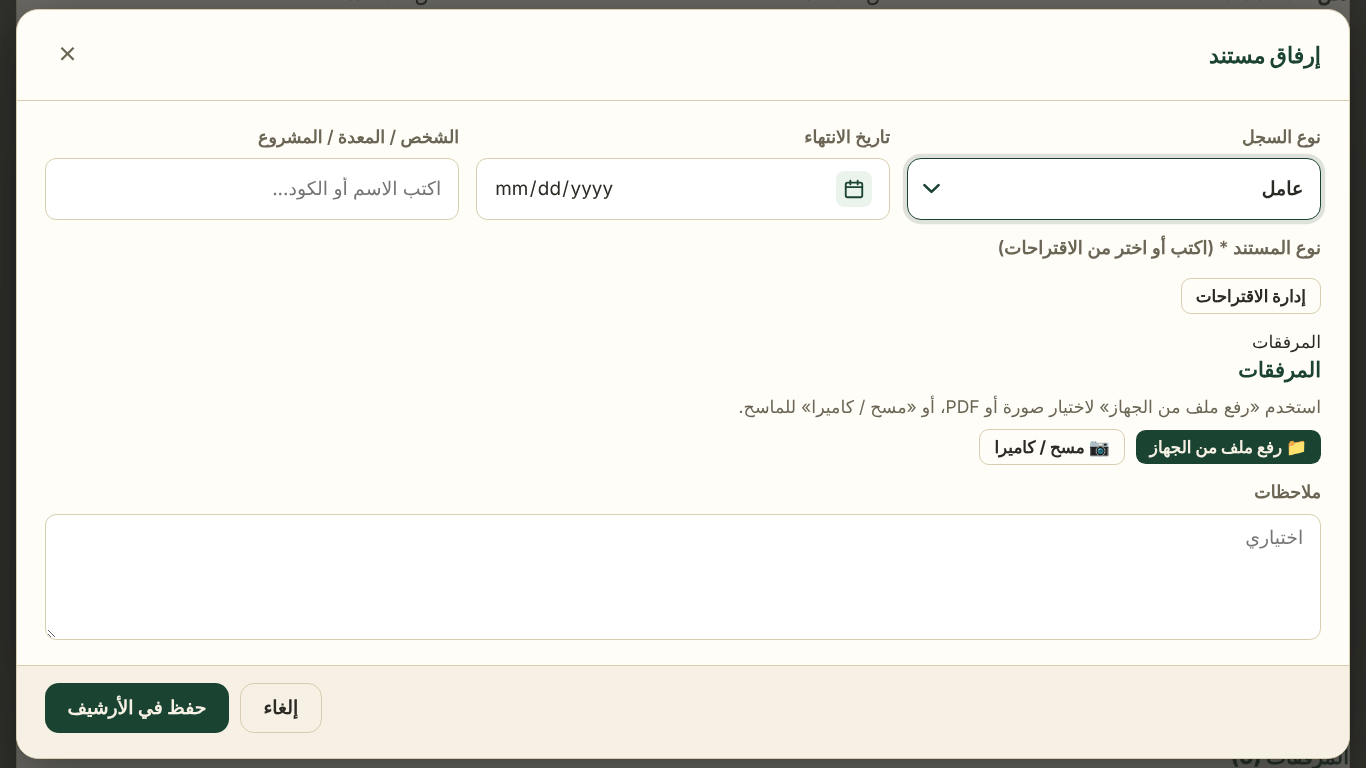 إرفاق مستند
×
نوع السجل
تاريخ الانتهاء
الشخص / المعدة / المشروع
عامل
mm/dd/yyyy
اكتب الاسم أو الكود...
نوع المستند * (اكتب أو اختر من الاقتراحات)
إدارة الاقتراحات
المرفقات
المرفقات
استخدم «رفع ملف من الجهاز» لاختيار صورة أو PDF، أو «مسح / كاميرا» للماسح.
📁 رفع ملف من الجهاز
📷 مسح / كاميرا
ملاحظات
اختياري
إلغاء
حفظ في الأرشيف